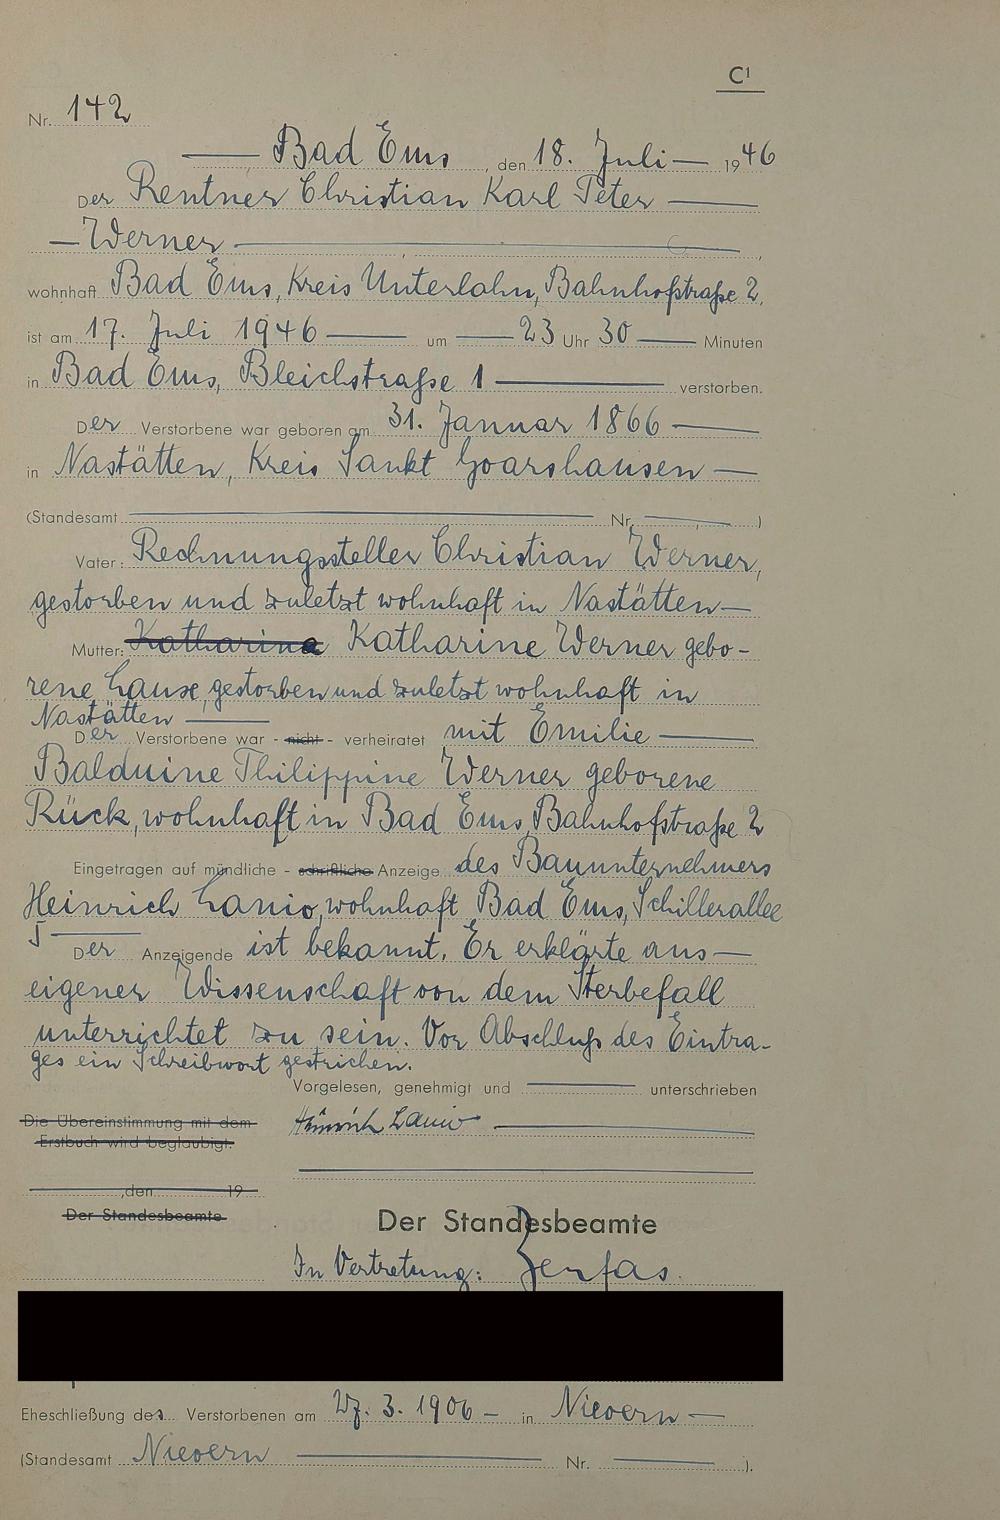 C¹
Nr. 142
Bad Ems, den 18. Juli 1946
Der Rentner Christian Karl Peter
Werner
wohnhaft Bad Ems, Kreis Unterlahn, Bahnhofstraße 2,
ist am 17. Juli 1946 um 23 Uhr 30 Minuten
in Bad Ems, Bleichstraße 1 verstorben.
Der Verstorbene war geboren am 31. Januar 1866
in Nastätten, Kreis Sankt Goarshausen
(Standesamt Nr. )
Vater: Rechnungssteller Christian Werner,
gestorben und zuletzt wohnhaft in Nastätten
Mutter: Katharina Katharine Werner gebo-
rene Lause, gestorben und zuletzt wohnhaft in
Nastätten
Der Verstorbene war - nicht - verheiratet mit Emilie
Balduine Philippine Werner geborene
Rück, wohnhaft in Bad Ems, Bahnhofstraße 2
Eingetragen auf mündliche - schriftliche Anzeige des Bauunternehmers
Heinrich Lanio, wohnhaft Bad Ems, Schillerallee
5
Der Anzeigende ist bekannt. Er erklärte aus
eigener Wissenschaft von dem Sterbefall
unterrichtet zu sein. Vor Abschluß des Eintra-
ges ein Schreibwort gestrichen.
Vorgelesen, genehmigt und unterschrieben
Die Übereinstimmung mit dem
Erstbuch wird beglaubigt.
Heinrich Lanio
, den 19
Der Standesbeamte
Der Standesbeamte
In Vertretung: Zerfas.
Eheschließung des Verstorbenen am 27. 3. 1906 in Nievern
(Standesamt Nievern Nr. ).